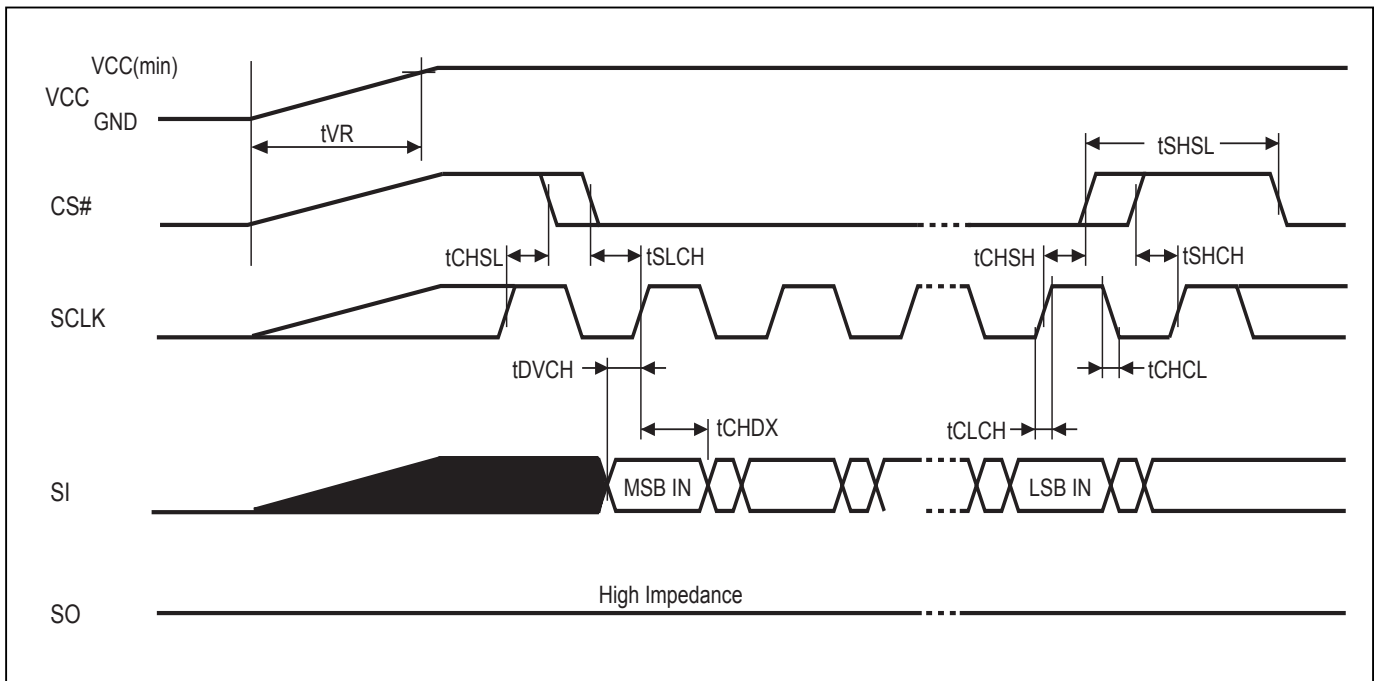 VCC(min)
VCC
GND
tVR
tSHSL
CS#
tCHSL
tSLCH
tCHSH
tSHCH
SCLK
tDVCH
tCHCL
tCHDX
tCLCH
SI
MSB IN
LSB IN
High Impedance
SO